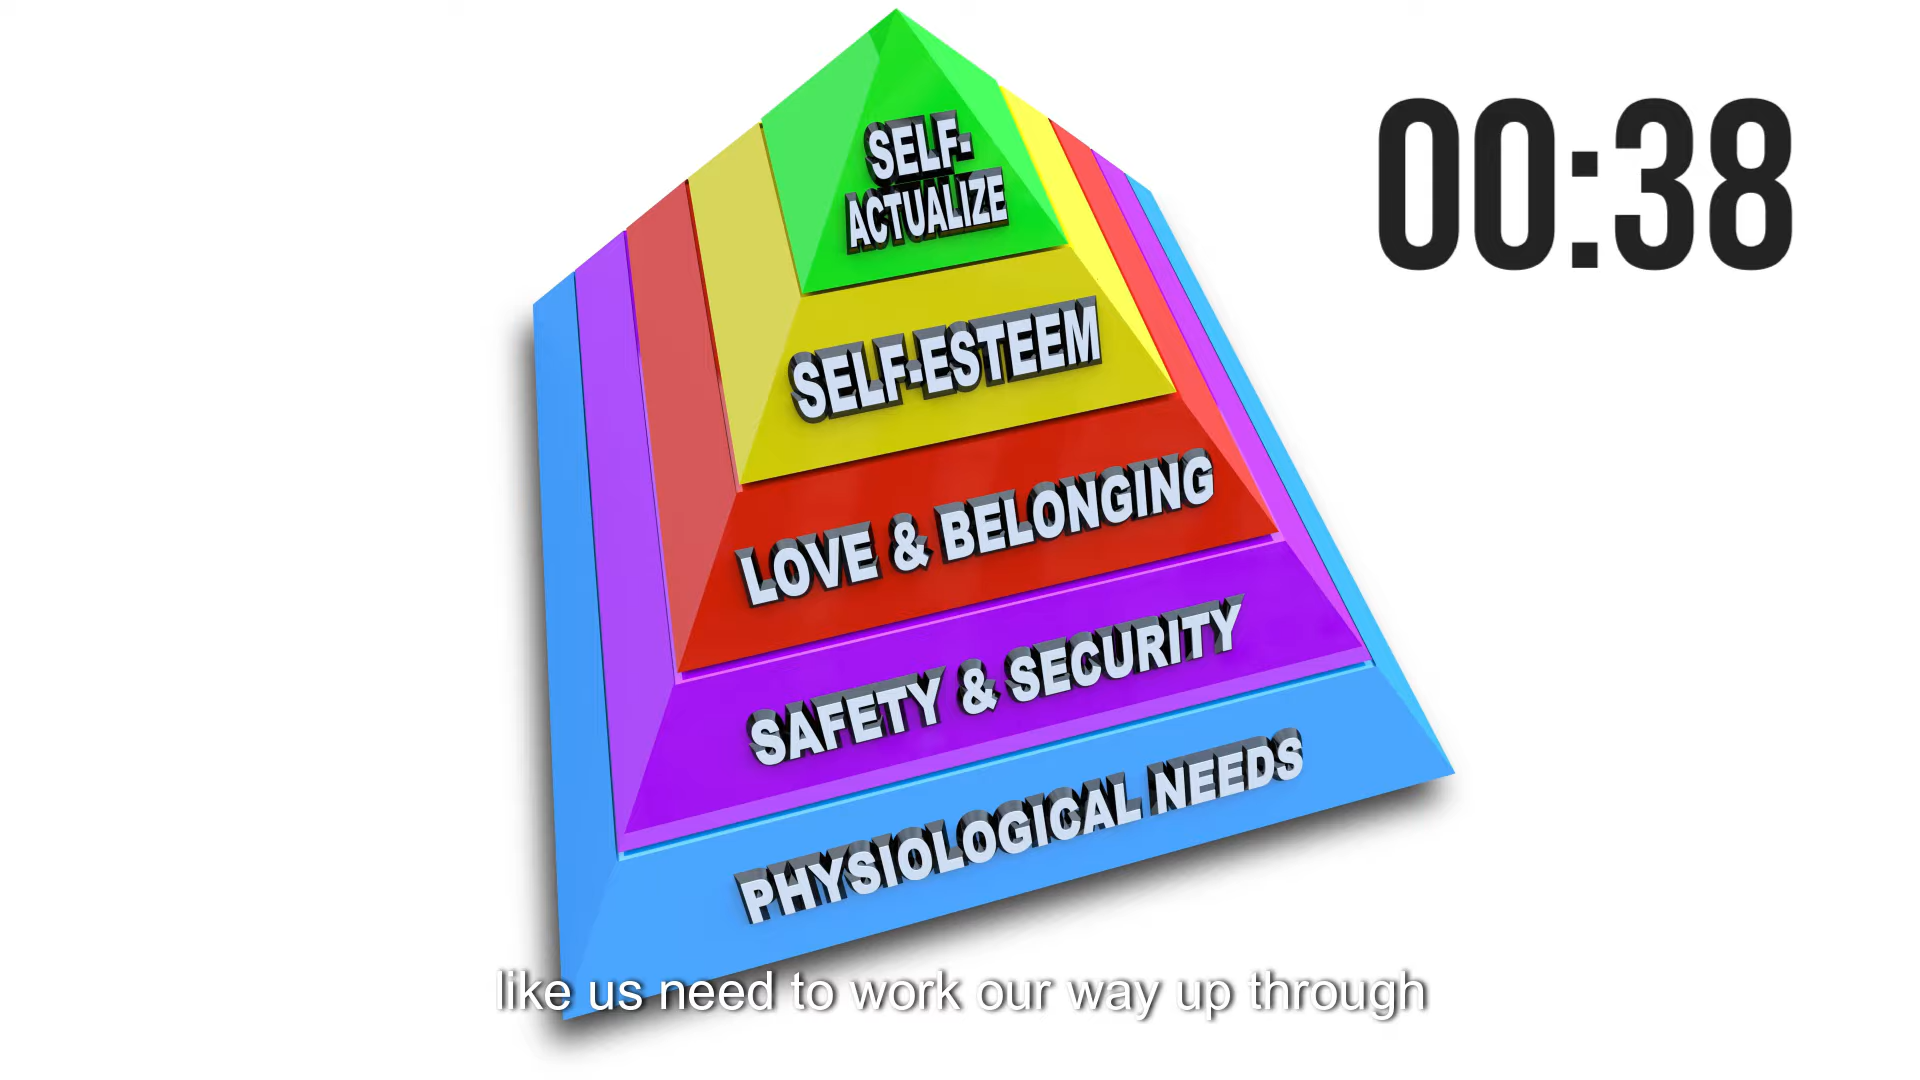 SELF-
ACTUALIZE
00:38
SELF-ESTEEM
LOVE & BELONGING
SAFETY & SECURITY
PHYSIOLOGICAL NEEDS
like us need to work our way up through